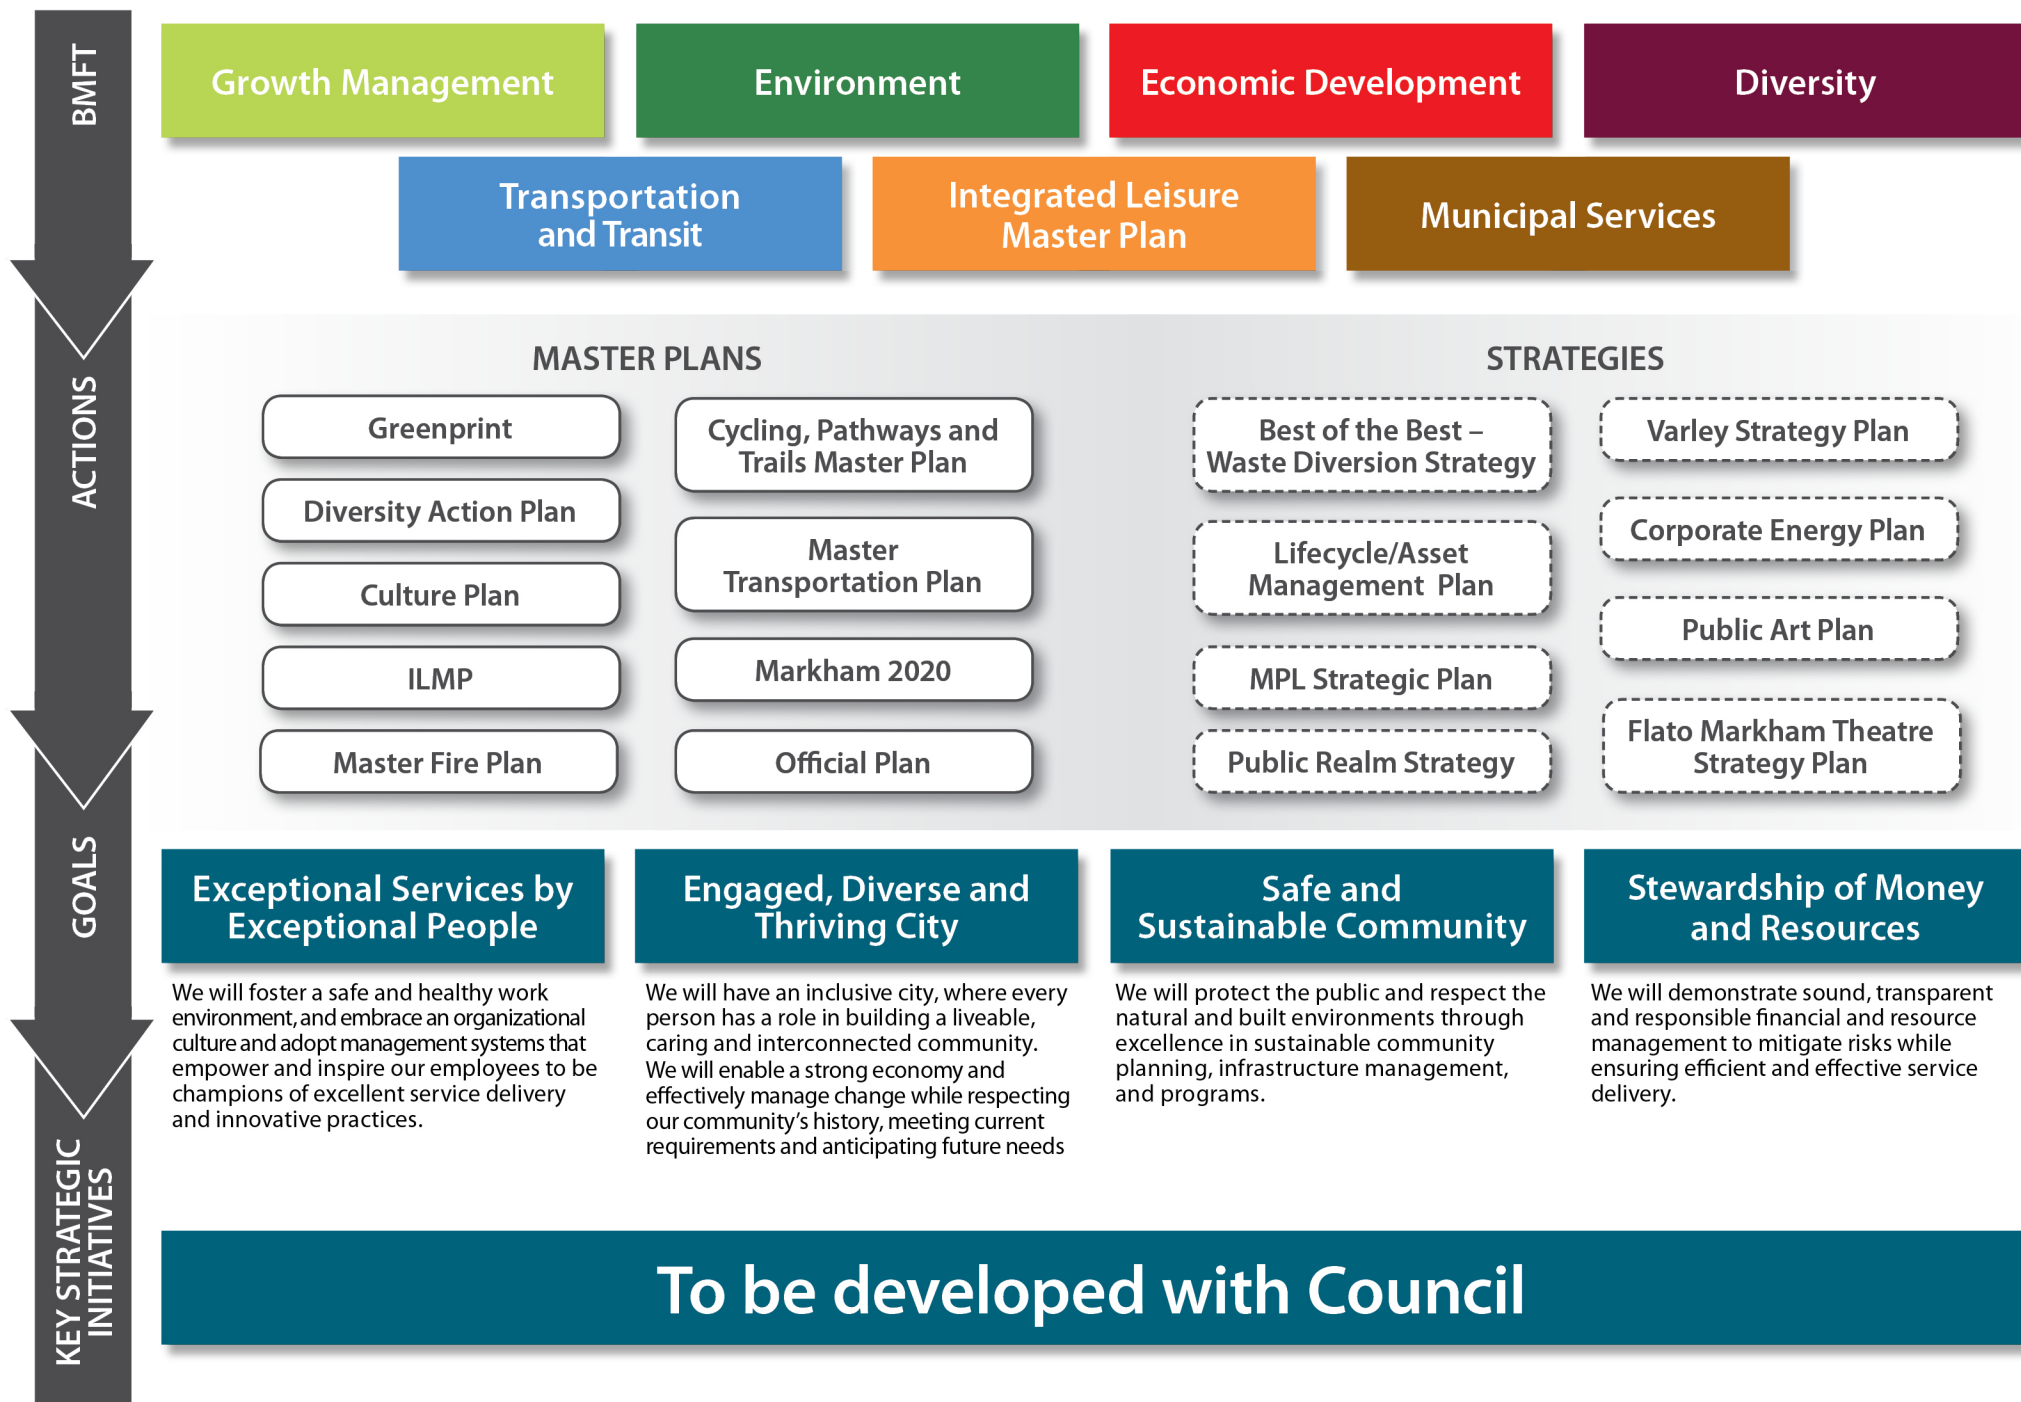 BMFT
Growth Management
Environment
Economic Development
Diversity
Transportation
and Transit
Integrated Leisure
Master Plan
Municipal Services
ACTIONS
MASTER PLANS
Greenprint
Diversity Action Plan
Culture Plan
ILMP
Master Fire Plan
Cycling, Pathways and
Trails Master Plan
Master
Transportation Plan
Markham 2020
Official Plan
STRATEGIES
Best of the Best –
Waste Diversion Strategy
Lifecycle/Asset
Management Plan
MPL Strategic Plan
Public Realm Strategy
Varley Strategy Plan
Corporate Energy Plan
Public Art Plan
Flato Markham Theatre
Strategy Plan
GOALS
Exceptional Services by
Exceptional People
We will foster a safe and healthy work
environment, and embrace an organizational
culture and adopt management systems that
empower and inspire our employees to be
champions of excellent service delivery
and innovative practices.
Engaged, Diverse and
Thriving City
We will have an inclusive city, where every
person has a role in building a liveable,
caring and interconnected community.
We will enable a strong economy and
effectively manage change while respecting
our community's history, meeting current
requirements and anticipating future needs
Safe and
Sustainable Community
We will protect the public and respect the
natural and built environments through
excellence in sustainable community
planning, infrastructure management,
and programs.
Stewardship of Money
and Resources
We will demonstrate sound, transparent
and responsible financial and resource
management to mitigate risks while
ensuring efficient and effective service
delivery.
KEY STRATEGIC
INITIATIVES
To be developed with Council